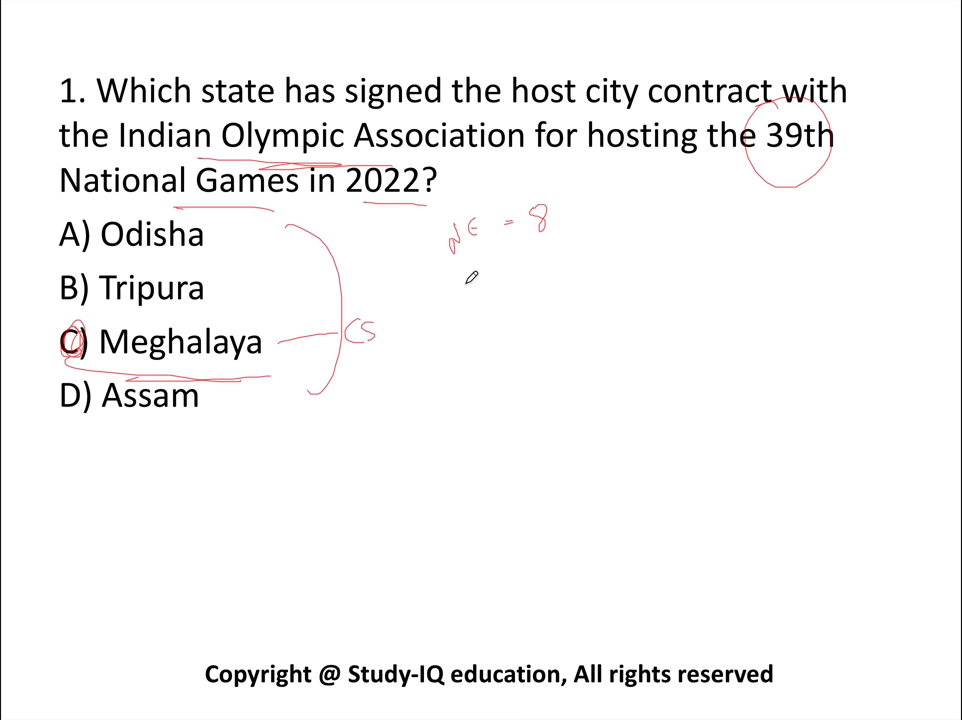 1. Which state has signed the host city contract with
the Indian Olympic Association for hosting the 39th
National Games in 2022?
A) Odisha
NE = 8
B) Tripura
C) Meghalaya
CS
D) Assam
Copyright @ Study-IQ education, All rights reserved